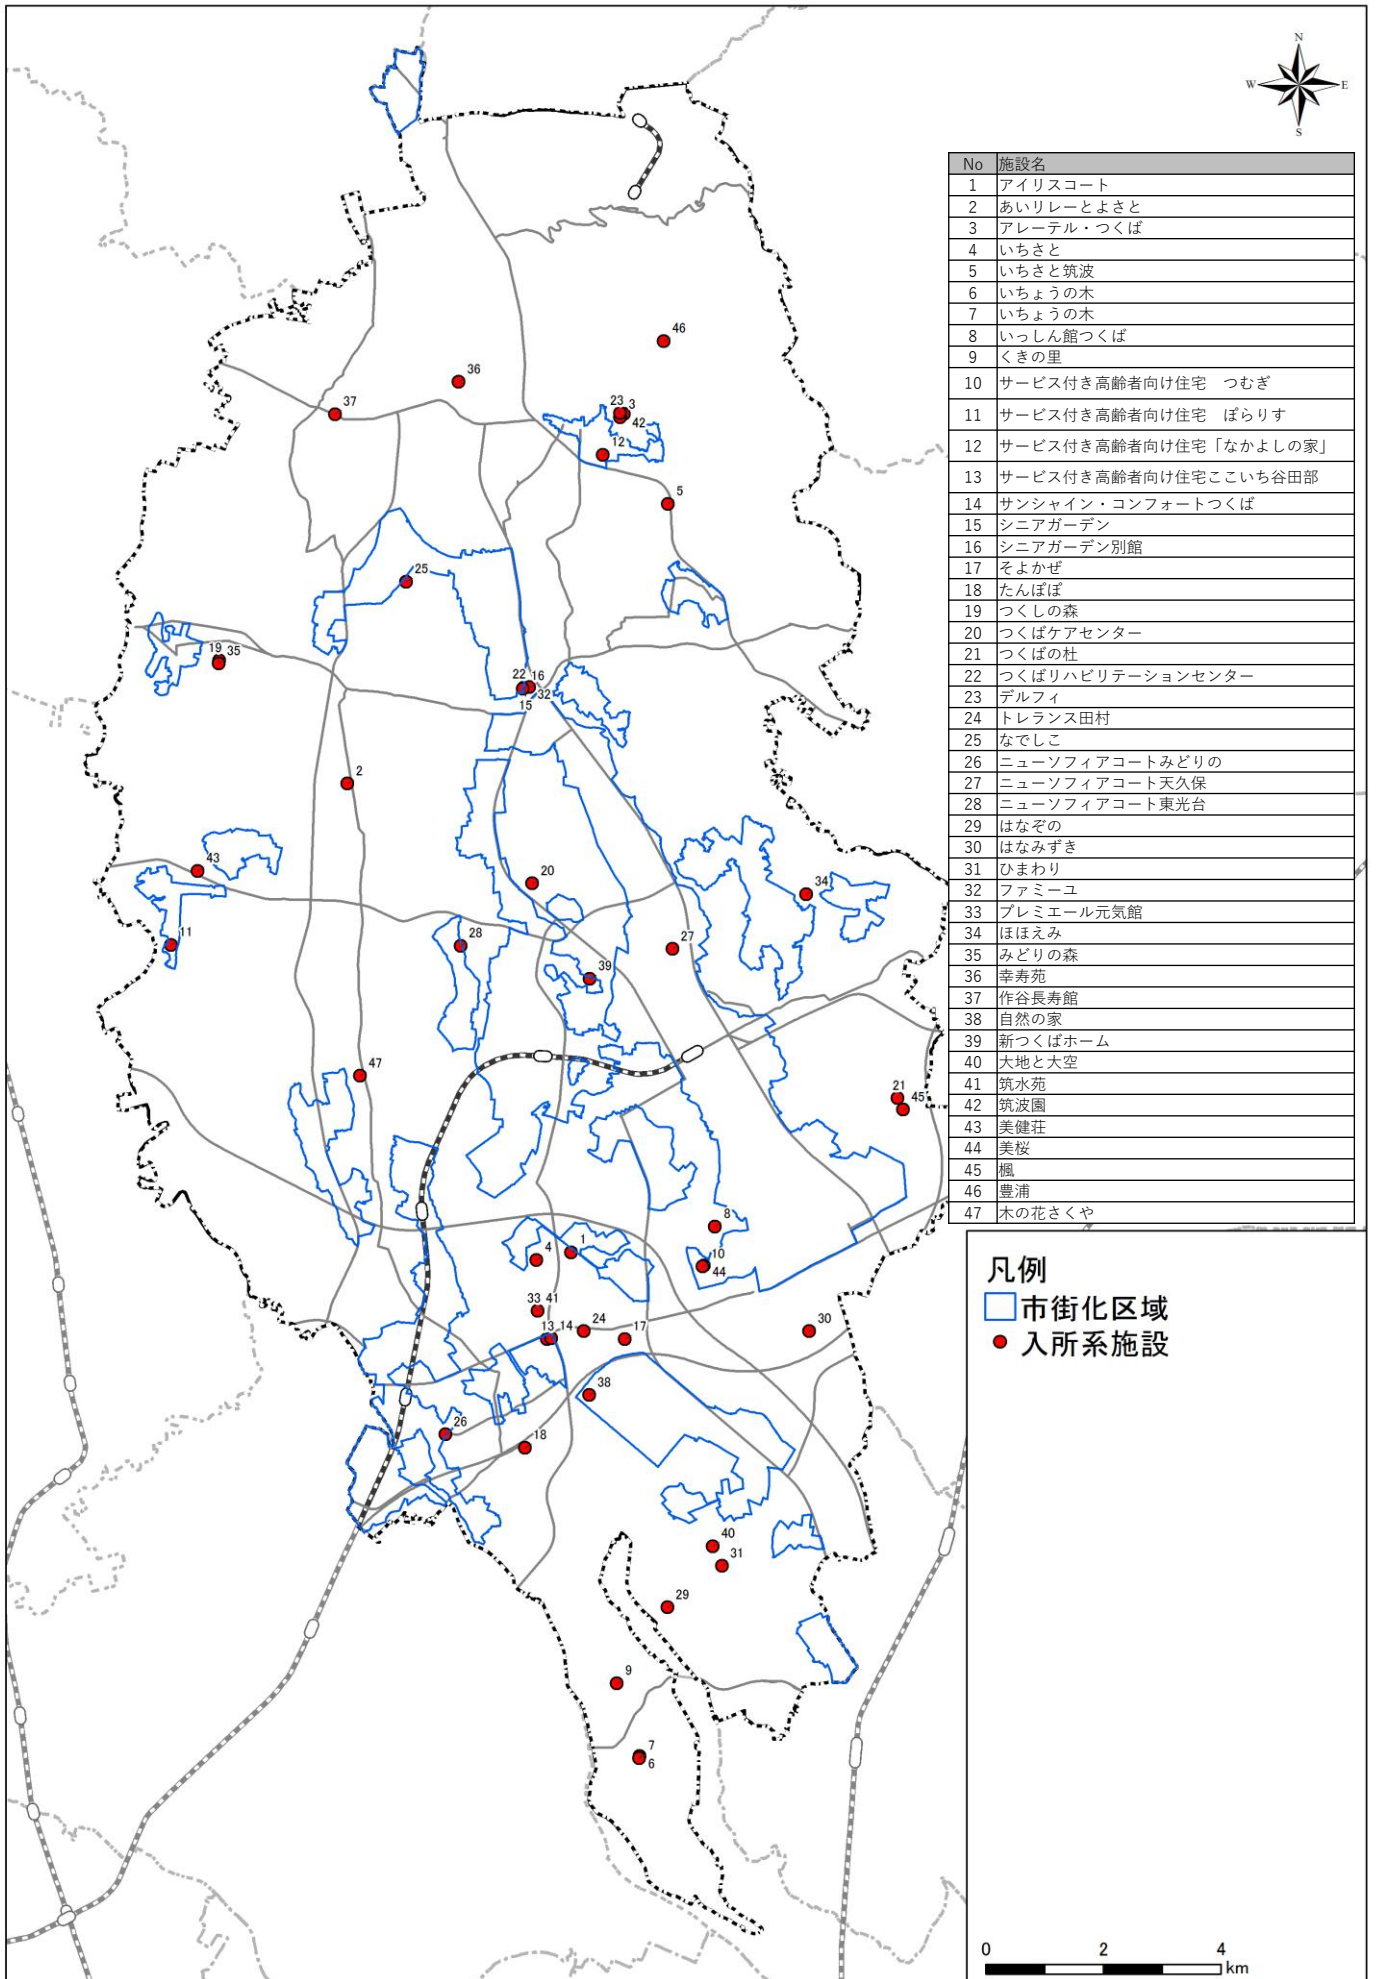 N
W E
S
No 施設名
1 アイリスコート
2 あいリレーとよさと
3 アレーテル・つくば
4 いちさと
5 いちさと筑波
6 いちょうの木
7 いちょうの木
8 いっしん館つくば
9 くきの里
10 サービス付き高齢者向け住宅　つむぎ
11 サービス付き高齢者向け住宅　ぽらりす
12 サービス付き高齢者向け住宅「なかよしの家」
13 サービス付き高齢者向け住宅ここいち谷田部
14 サンシャイン・コンフォートつくば
15 シニアガーデン
16 シニアガーデン別館
17 そよかぜ
18 たんぽぽ
19 つくしの森
20 つくばケアセンター
21 つくばの杜
22 つくばリハビリテーションセンター
23 デルフィ
24 トレランス田村
25 なでしこ
26 ニューソフィアコートみどりの
27 ニューソフィアコート天久保
28 ニューソフィアコート東光台
29 はなぞの
30 はなみずき
31 ひまわり
32 ファミーユ
33 プレミエール元気館
34 ほほえみ
35 みどりの森
36 幸寿苑
37 作谷長寿館
38 自然の家
39 新つくばホーム
40 大地と大空
41 筑水苑
42 筑波園
43 美健荘
44 美桜
45 楓
46 豊浦
47 木の花さくや
46
36
37
23 3
42
12
5
25
19 35
22 16
32
15
2
43
20
34
11
28
27
39
47
21
45
8
4 1
10
44
33 41
13 14 24 17
30
38
26
18
40
31
29
9
7
6
凡例
市街化区域
入所系施設
0 2 4
km